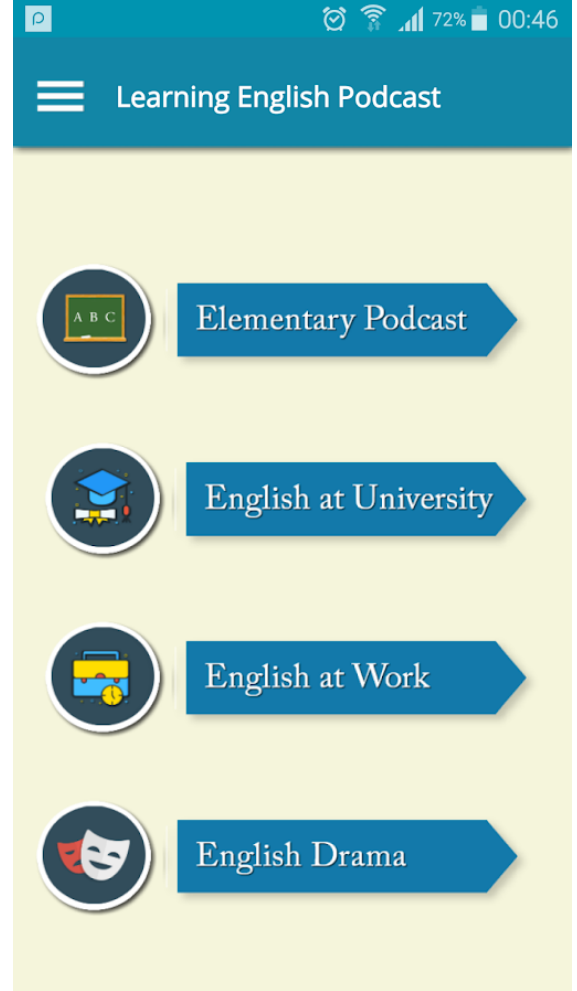 72% 00:46
Learning English Podcast
A B C
Elementary Podcast
English at University
English at Work
English Drama